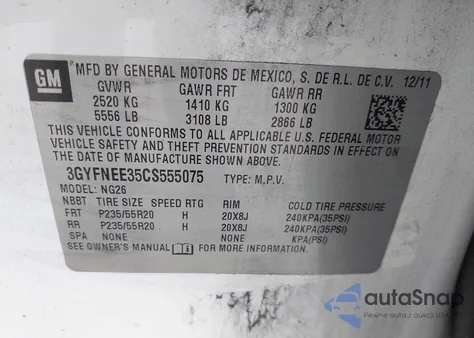 GM
MFD BY GENERAL MOTORS DE MEXICO, S. DE R.L. DE C.V. 12/11
GVWR GAWR FRT GAWR RR
2520 KG 1410 KG 1300 KG
5556 LB 3108 LB 2866 LB
THIS VEHICLE CONFORMS TO ALL APPLICABLE U.S. FEDERAL MOTOR
VEHICLE SAFETY AND THEFT PREVENTION STANDARDS IN EFFECT ON THE
DATE OF MANUFACTURE SHOWN ABOVE.
3GYFNEE35CS555075 TYPE: M.P.V.
MODEL: NG26
NBBT TIRE SIZE SPEED RTG RIM COLD TIRE PRESSURE
FRT P235/55R20 H 20X8J 240KPA(35PSI)
RR P235/55R20 H 20X8J 240KPA(35PSI)
SPA NONE NONE KPA(PSI)
SEE OWNER'S MANUAL FOR MORE INFORMATION.
autoSnap
Pewne auta z aukcji w USA